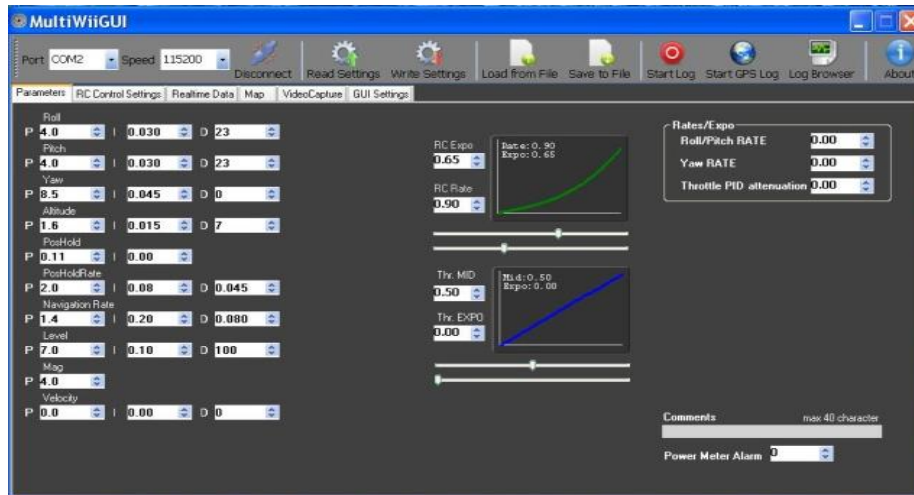 MultiWiiGUI
Port COM2 Speed 115200 Disconnect Read Settings Write Settings Load from File Save to File Start Log Start GPS Log Log Browser About
Parameters RC Control Settings Realtime Data Map VideoCapture GUI Settings
Roll
P 4.0 I 0.030 D 23
Pitch
P 4.0 I 0.030 D 23
Yaw
P 8.5 I 0.045 D 0
Altitude
P 1.6 I 0.015 D 7
PosHold
P 0.11 I 0.00
PosHoldRate
P 2.0 I 0.08 D 0.045
Navigation Rate
P 1.4 I 0.20 D 0.080
Level
P 7.0 I 0.10 D 100
Mag
P 4.0
Velocity
P 0.0 I 0.00 D 0
RC Expo
0.65
RC Rate
0.90
Rate:0.90
Expo:0.65
Thr. MID
0.50
Thr. EXPO
0.00
Mid:0.50
Expo:0.00
Rates/Expo
Roll/Pitch RATE 0.00
Yaw RATE 0.00
Throttle PID attenuation 0.00
Comments max 40 character
Power Meter Alarm 0